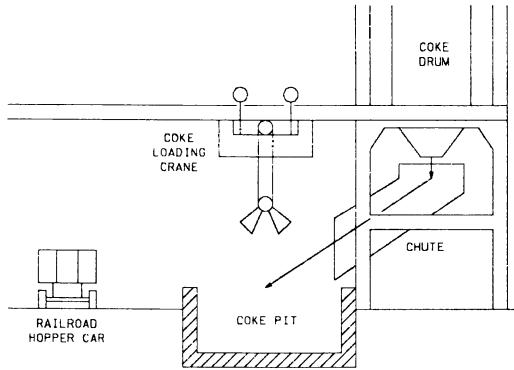 COKE
DRUM
COKE
LOADING
CRANE
CHUTE
COKE PIT
RAILROAD
HOPPER CAR